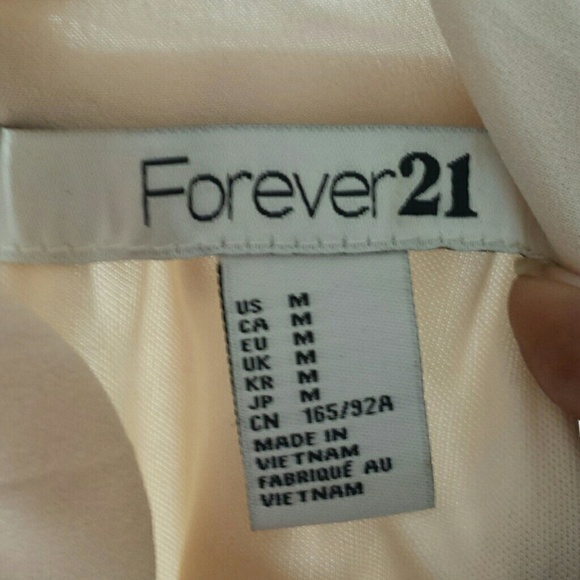 Forever21
US M
CA M
EU M
UK M
KR M
JP M
CN 165/92A
MADE IN
VIETNAM
FABRIQUÉ AU
VIETNAM